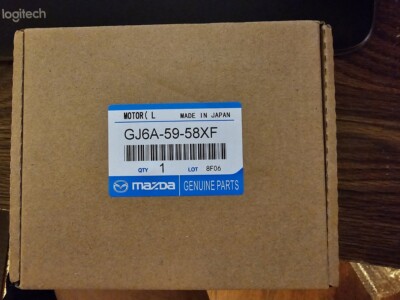 logitech
MOTOR( L MADE IN JAPAN
GJ6A-59-58XF
QTY 1 LOT 8F06
mazda GENUINE PARTS